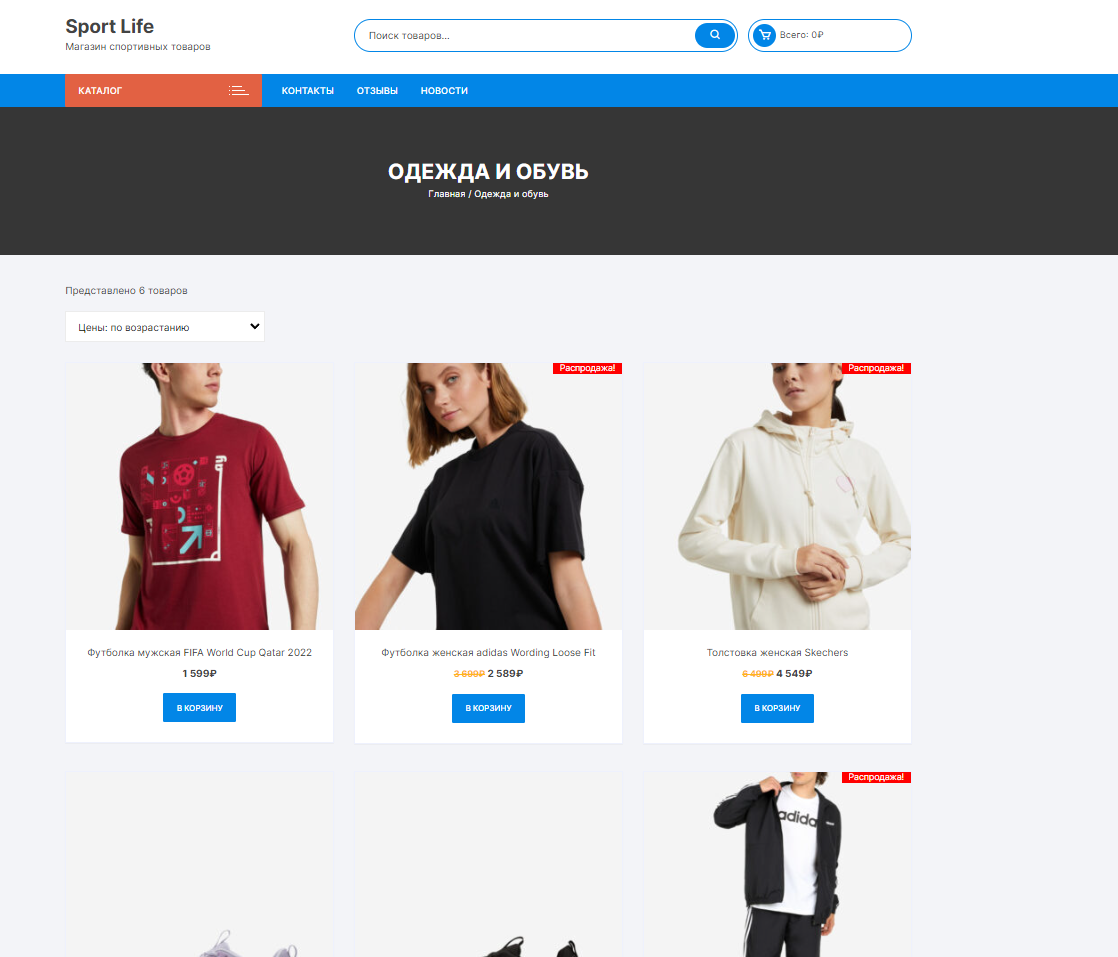 Sport Life
Магазин спортивных товаров
Поиск товаров...
Всего: 0₽
КАТАЛОГ
КОНТАКТЫ ОТЗЫВЫ НОВОСТИ
ОДЕЖДА И ОБУВЬ
Главная / Одежда и обувь
Представлено 6 товаров
Цены: по возрастанию
Распродажа!
Распродажа!
Футболка мужская FIFA World Cup Qatar 2022
1 599₽
В КОРЗИНУ
Футболка женская adidas Wording Loose Fit
3 699₽ 2 589₽
В КОРЗИНУ
Толстовка женская Skechers
6 499₽ 4 549₽
В КОРЗИНУ
Распродажа!
adidas